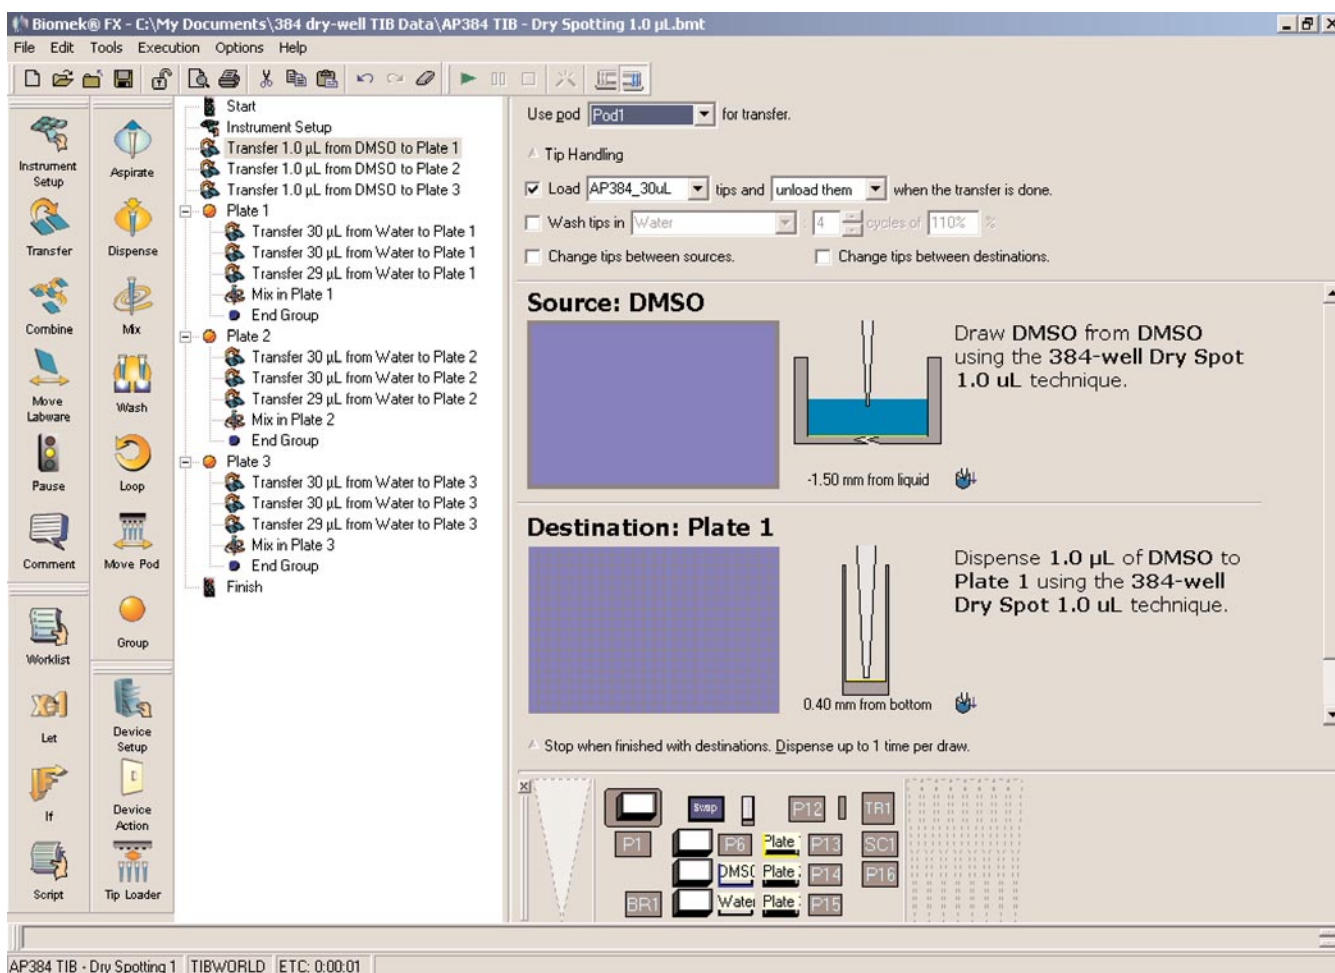 Biomek® FX - C:\My Documents\384 dry-well TIB Data\AP384 TIB - Dry Spotting 1.0 µL.bmt
File Edit Tools Execution Options Help
Instrument Setup
Aspirate
Transfer
Dispense
Combine
Mix
Move Labware
Wash
Pause
Loop
Comment
Move Pod
Group
Worklist
Let
Device Setup
If
Device Action
Script
Tip Loader
Start
Instrument Setup
Transfer 1.0 µL from DMSO to Plate 1
Transfer 1.0 µL from DMSO to Plate 2
Transfer 1.0 µL from DMSO to Plate 3
Plate 1
Transfer 30 µL from Water to Plate 1
Transfer 30 µL from Water to Plate 1
Transfer 29 µL from Water to Plate 1
Mix in Plate 1
End Group
Plate 2
Transfer 30 µL from Water to Plate 2
Transfer 30 µL from Water to Plate 2
Transfer 29 µL from Water to Plate 2
Mix in Plate 2
End Group
Plate 3
Transfer 30 µL from Water to Plate 3
Transfer 30 µL from Water to Plate 3
Transfer 29 µL from Water to Plate 3
Mix in Plate 3
End Group
Finish
Use pod Pod1 for transfer.
Tip Handling
Load AP384_30uL tips and unload them when the transfer is done.
Wash tips in Water : 4 cycles of 110% %
Change tips between sources. Change tips between destinations.
Source: DMSO
Draw DMSO from DMSO
using the 384-well Dry Spot
1.0 uL technique.
-1.50 mm from liquid
Destination: Plate 1
Dispense 1.0 µL of DMSO to
Plate 1 using the 384-well
Dry Spot 1.0 uL technique.
0.40 mm from bottom
Stop when finished with destinations. Dispense up to 1 time per draw.
Swap P12 TR1
P1 P6 Plate P13 SC1
DMSO Plate P14 P16
BR1 Water Plate P15
AP384 TIB - Dry Spotting 1 TIBWORLD ETC: 0:00:01